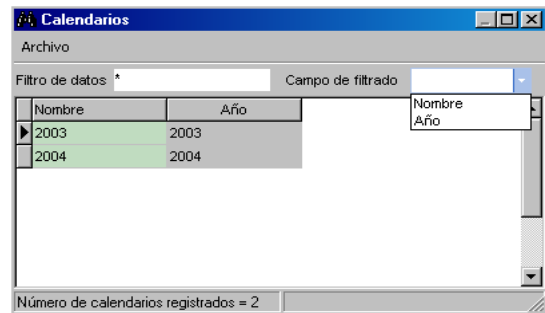 Calendarios
Archivo
Filtro de datos * Campo de filtrado
Nombre Año
Nombre
Año
2003 2003
2004 2004
Número de calendarios registrados = 2